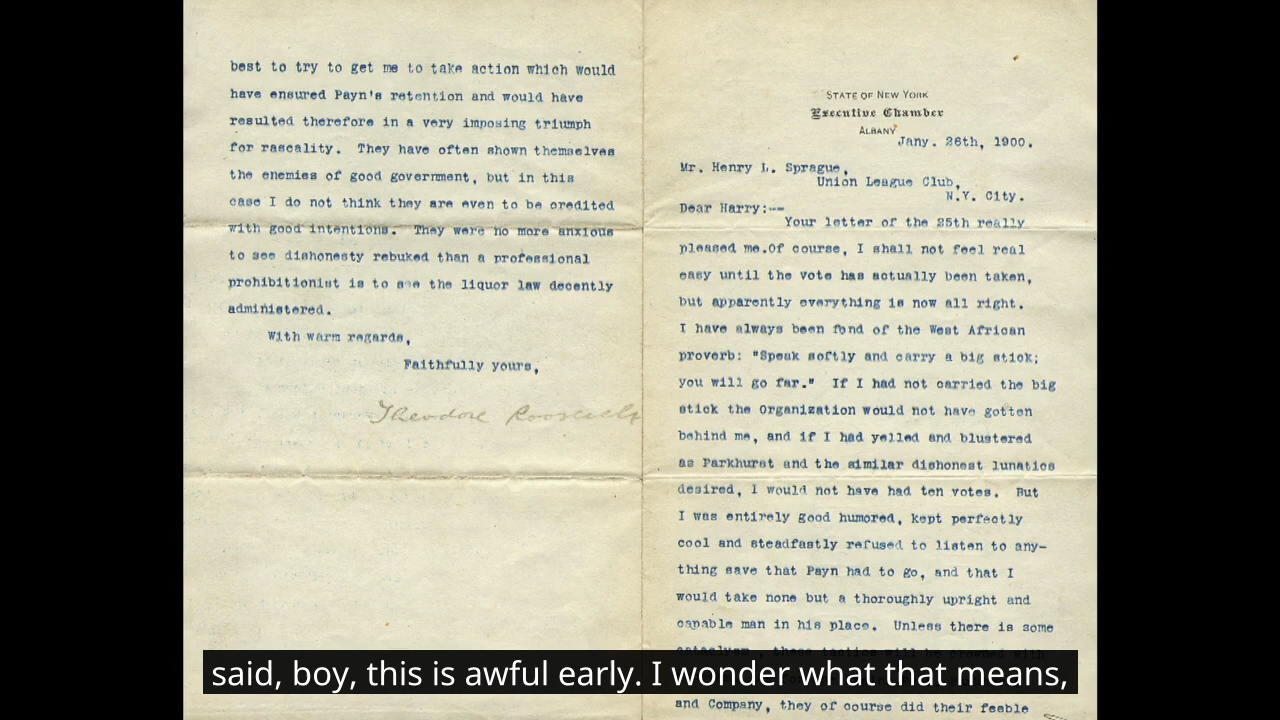 best to try to get me to take action which would
have ensured Payn's retention and would have
resulted therefore in a very imposing triumph
for rascality. They have often shown themselves
the enemies of good government, but in this
case I do not think they are even to be credited
with good intentions. They were no more anxious
to see dishonesty rebuked than a professional
prohibitionist is to see the liquor law decently
administered.
With warm regards,
Faithfully yours,
Theodore Roosevelt
STATE OF NEW YORK
Executive Chamber
ALBANY
Jany. 26th, 1900.
Mr. Henry L. Sprague,
Union League Club,
N.Y. City.
Dear Harry:--
Your letter of the 25th really
pleased me.Of course, I shall not feel real
easy until the vote has actually been taken,
but apparently everything is now all right.
I have always been fond of the West African
proverb: "Speak softly and carry a big stick;
you will go far." If I had not carried the big
stick the Organization would not have gotten
behind me, and if I had yelled and blustered
as Parkhurst and the similar dishonest lunatics
desired, I would not have had ten votes. But
I was entirely good humored, kept perfectly
cool and steadfastly refused to listen to any-
thing save that Payn had to go, and that I
would take none but a thoroughly upright and
capable man in his place. Unless there is some
cataclysm, these tactics will be crowned with
and Company, they of course did their feeble
said, boy, this is awful early. I wonder what that means,